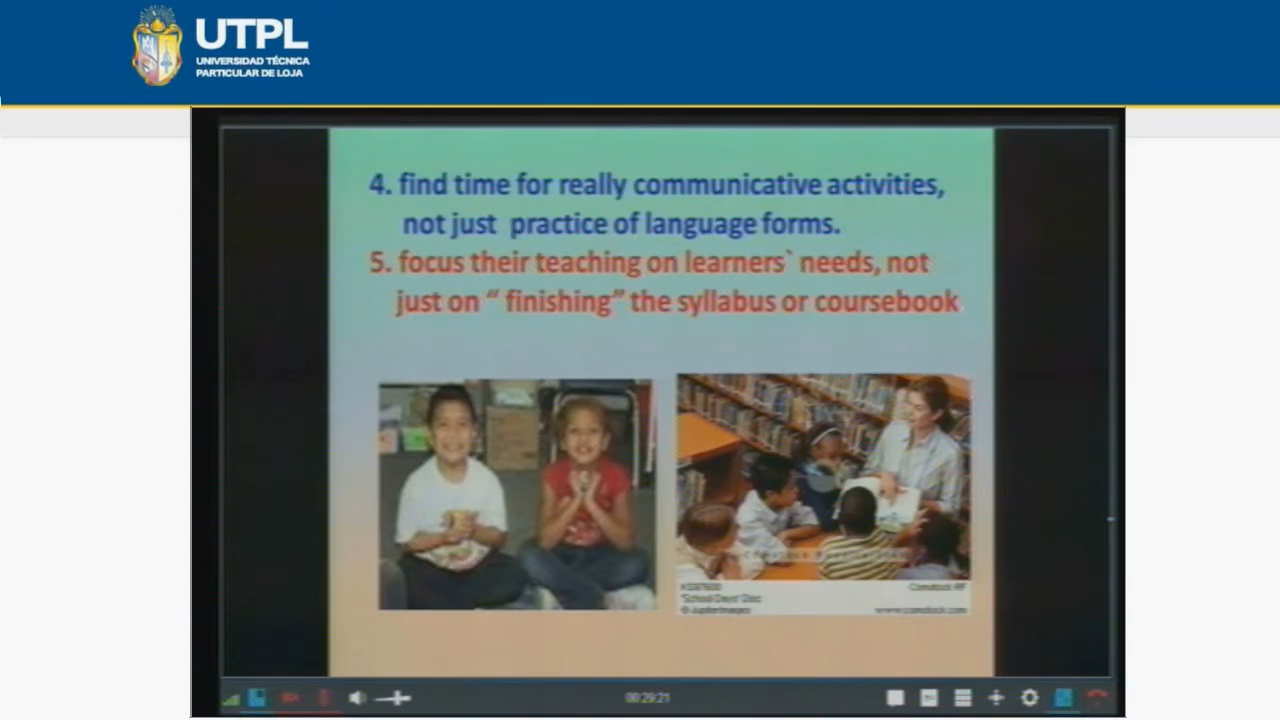 UTPL
UNIVERSIDAD TÉCNICA
PARTICULAR DE LOJA
4. find time for really communicative activities,
not just practice of language forms.
5. focus their teaching on learners` needs, not
just on “ finishing” the syllabus or coursebook
Comstock RF
'School Days' Disc
© JupiterImages
www.comstock.com
00:29:21